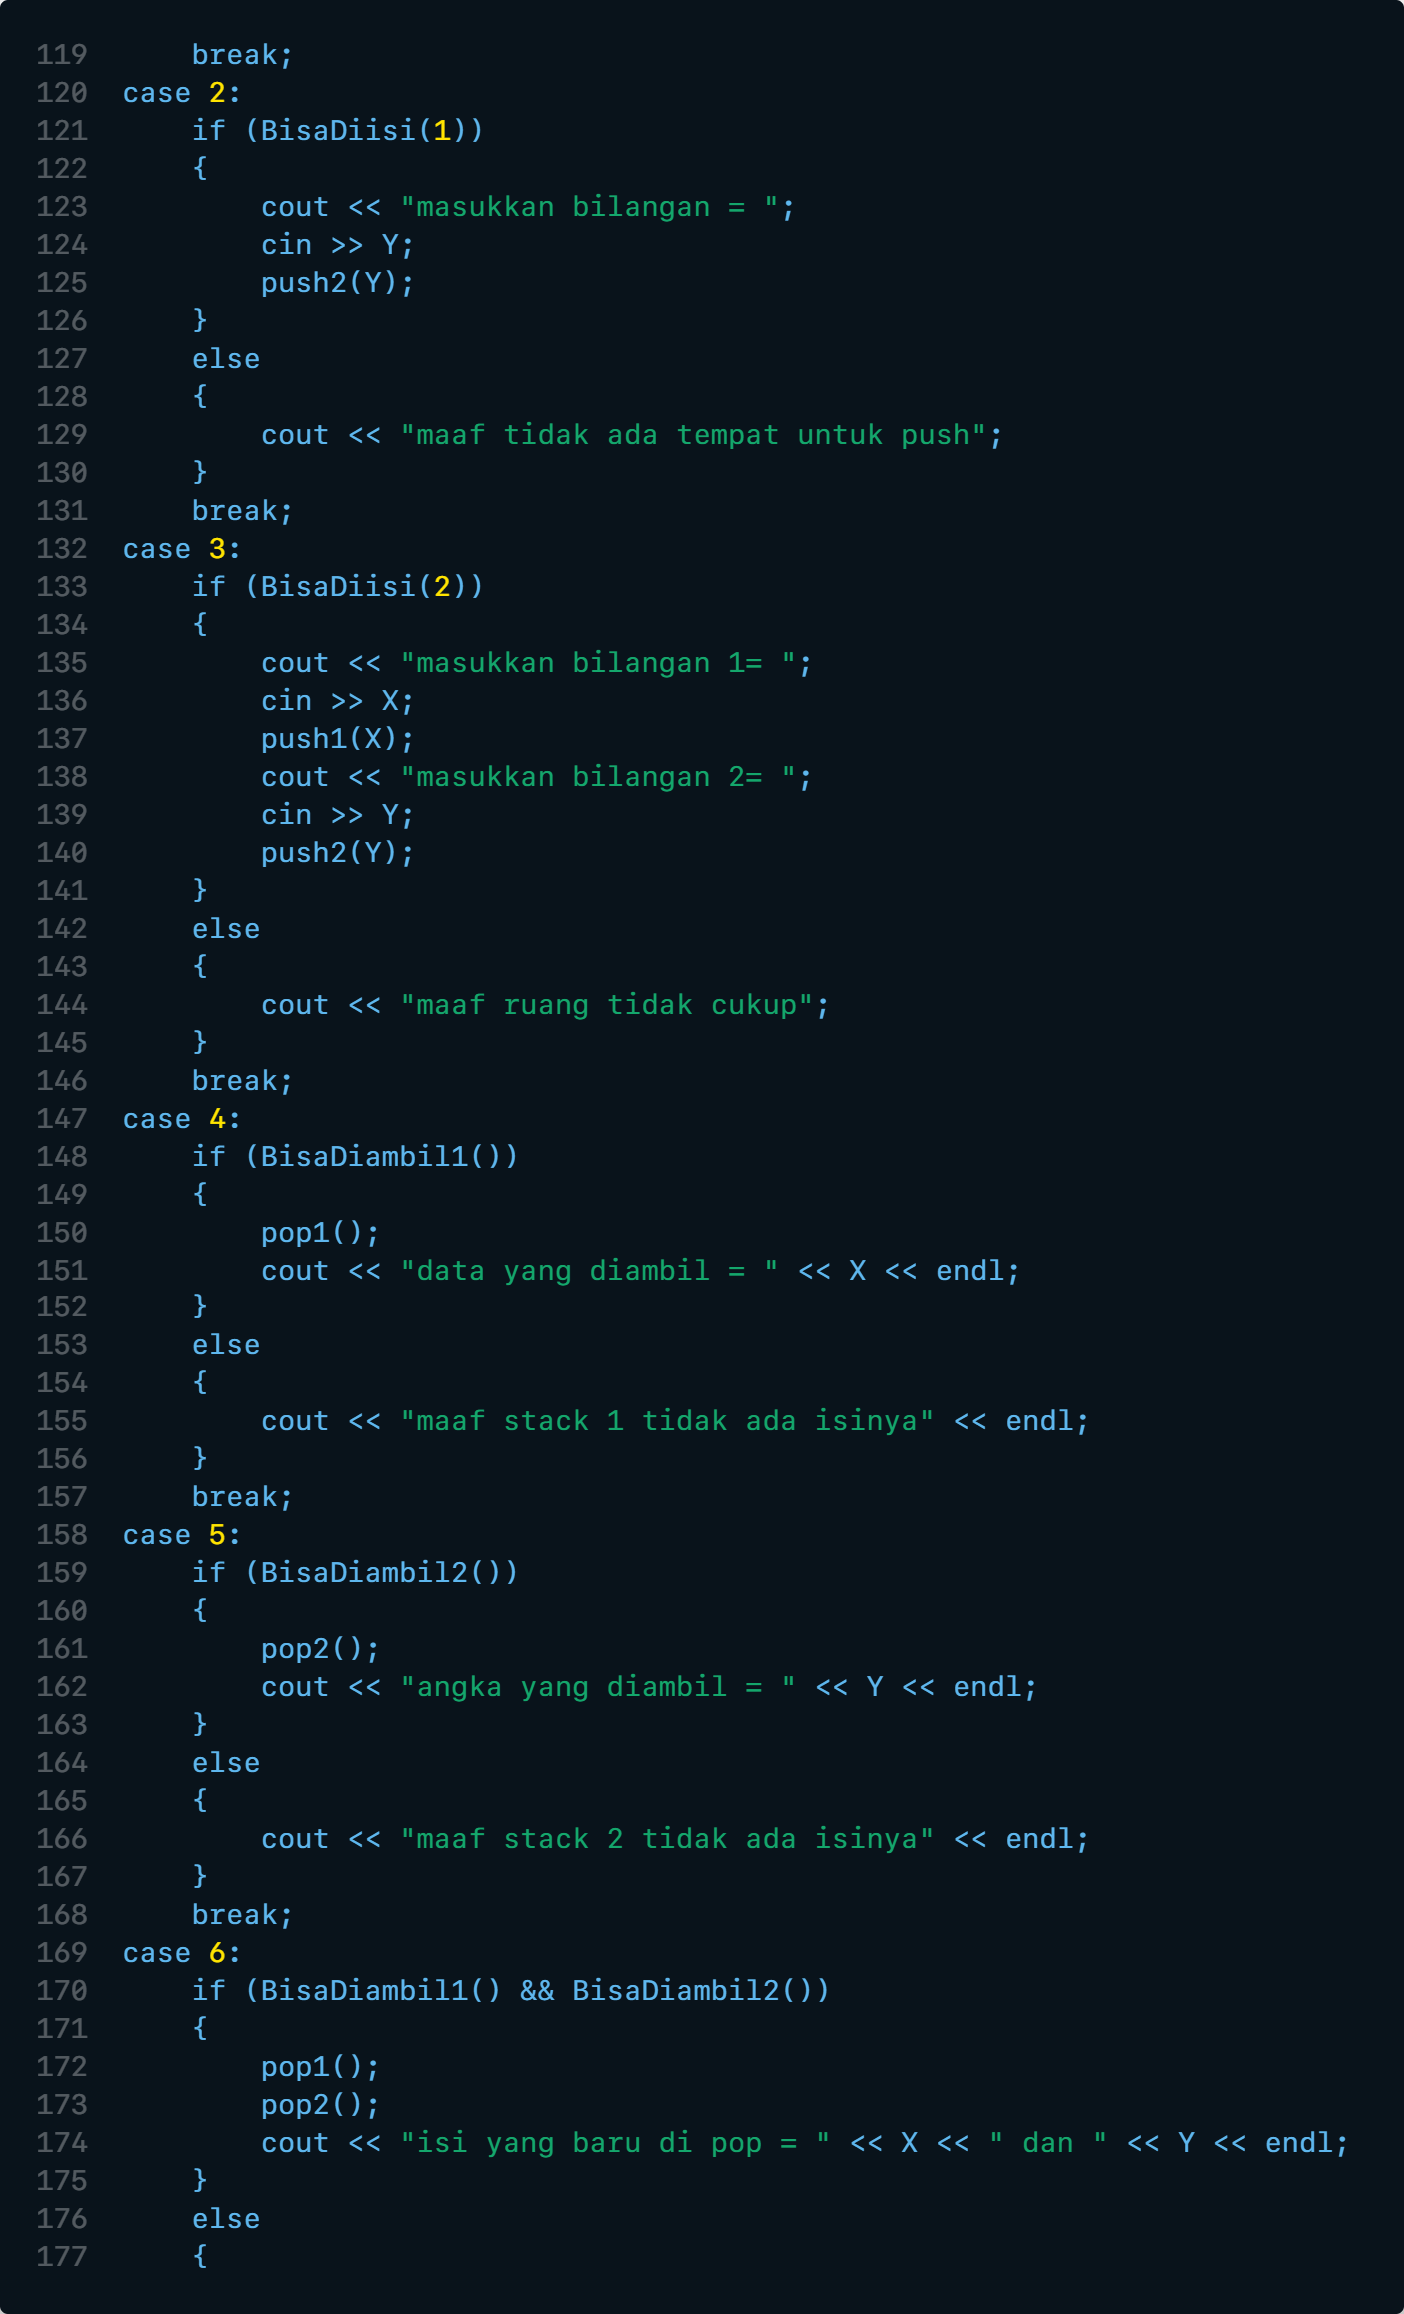 119 break;
120 case 2:
121 if (BisaDiisi(1))
122 {
123 cout << "masukkan bilangan = ";
124 cin >> Y;
125 push2(Y);
126 }
127 else
128 {
129 cout << "maaf tidak ada tempat untuk push";
130 }
131 break;
132 case 3:
133 if (BisaDiisi(2))
134 {
135 cout << "masukkan bilangan 1= ";
136 cin >> X;
137 push1(X);
138 cout << "masukkan bilangan 2= ";
139 cin >> Y;
140 push2(Y);
141 }
142 else
143 {
144 cout << "maaf ruang tidak cukup";
145 }
146 break;
147 case 4:
148 if (BisaDiambil1())
149 {
150 pop1();
151 cout << "data yang diambil = " << X << endl;
152 }
153 else
154 {
155 cout << "maaf stack 1 tidak ada isinya" << endl;
156 }
157 break;
158 case 5:
159 if (BisaDiambil2())
160 {
161 pop2();
162 cout << "angka yang diambil = " << Y << endl;
163 }
164 else
165 {
166 cout << "maaf stack 2 tidak ada isinya" << endl;
167 }
168 break;
169 case 6:
170 if (BisaDiambil1() && BisaDiambil2())
171 {
172 pop1();
173 pop2();
174 cout << "isi yang baru di pop = " << X << " dan " << Y << endl;
175 }
176 else
177 {